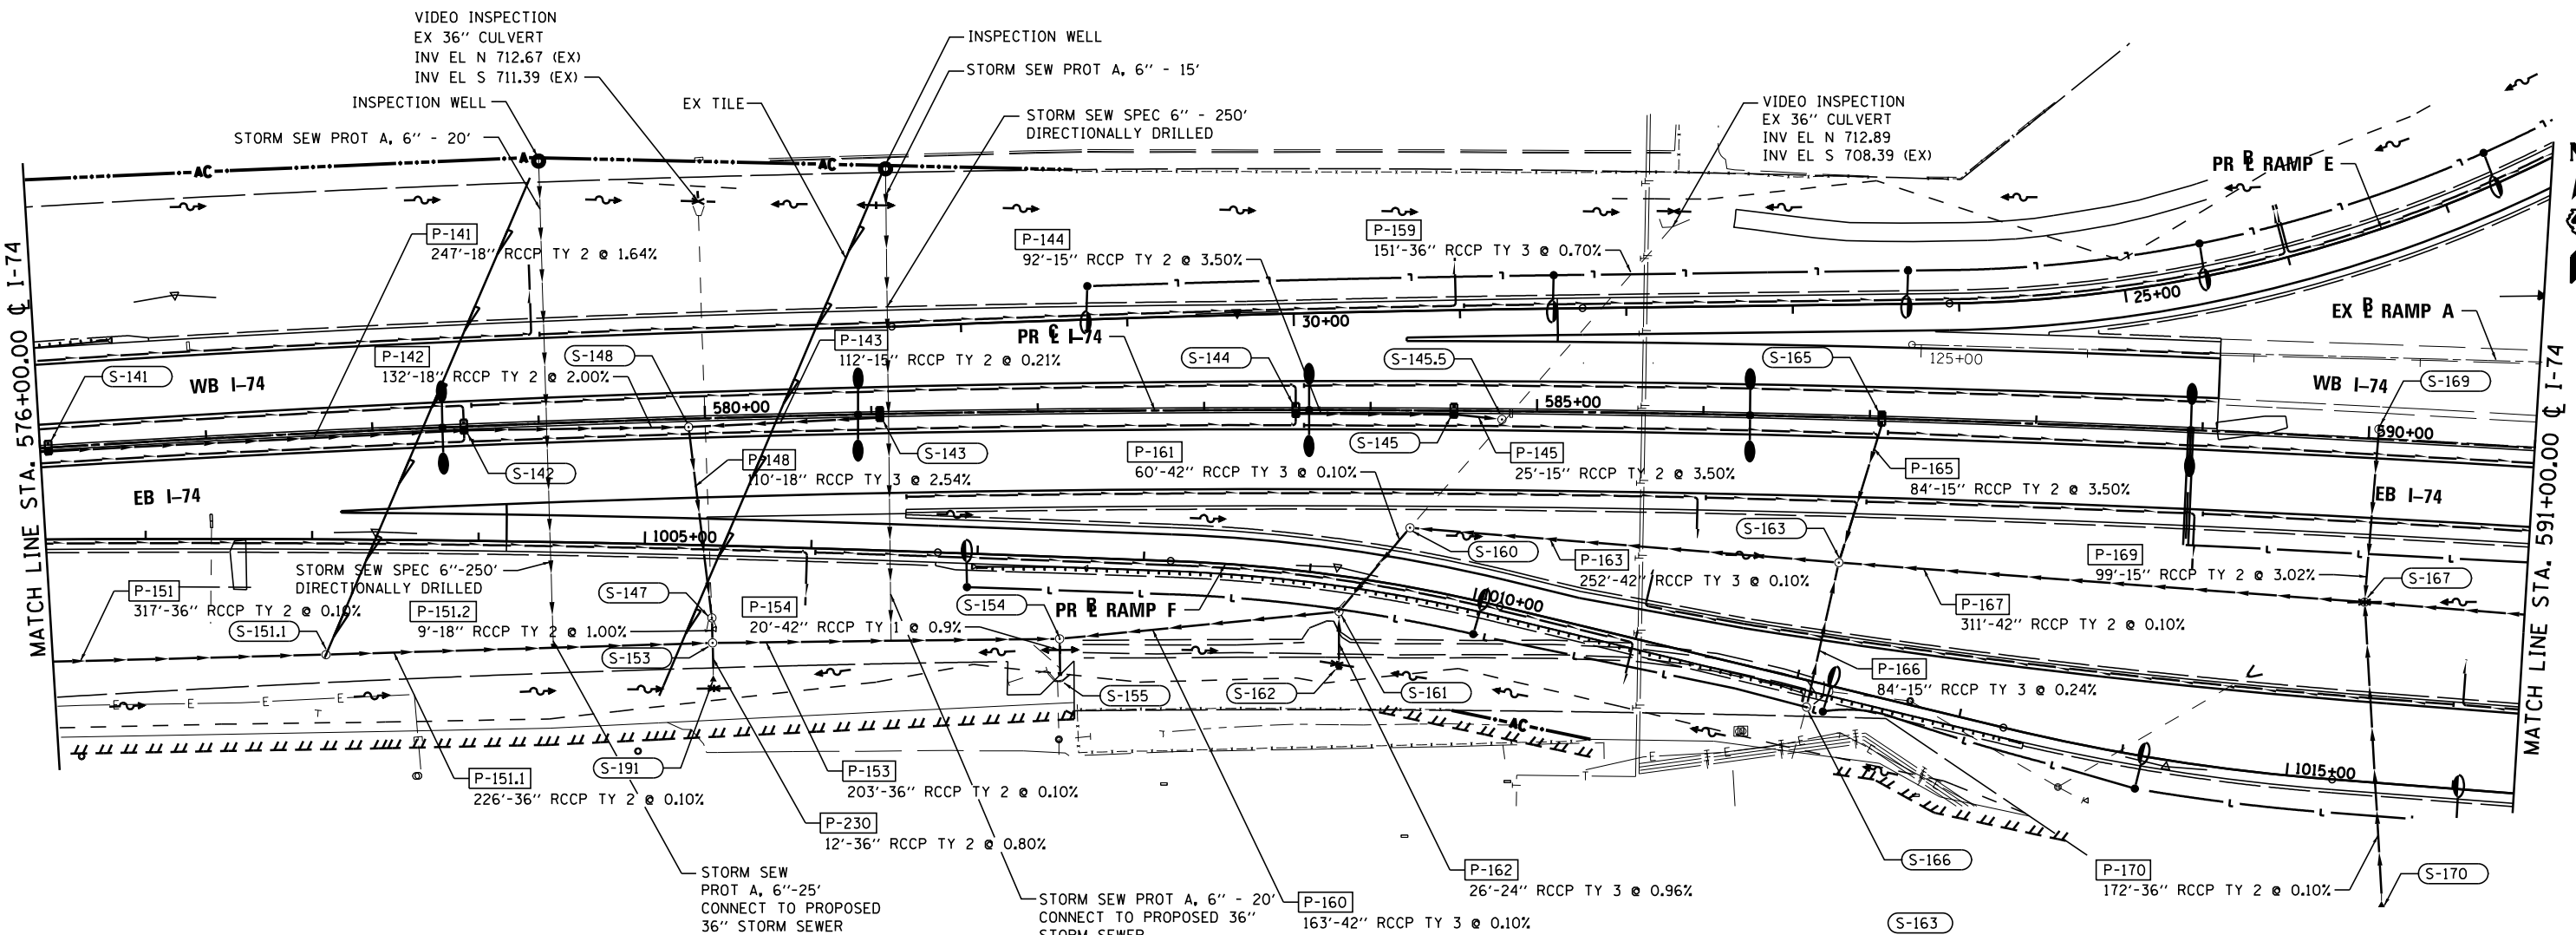 VIDEO INSPECTION
EX 36" CULVERT
INV EL N 712.67 (EX)
INV EL S 711.39 (EX)
INSPECTION WELL
STORM SEW PROT A, 6" - 20'
EX TILE
INSPECTION WELL
STORM SEW PROT A, 6" - 15'
STORM SEW SPEC 6" - 250'
DIRECTIONALLY DRILLED
VIDEO INSPECTION
EX 36" CULVERT
INV EL N 712.89
INV EL S 708.39 (EX)
AC
A
AC
PR BL RAMP E
MATCH LINE STA. 576+00.00 CL I-74
P-141
247'-18" RCCP TY 2 @ 1.64%
P-144
92'-15" RCCP TY 2 @ 3.50%
P-159
151'-36" RCCP TY 3 @ 0.70%
25+00
EX BL RAMP A
30+00
PR CL I-74
P-143
112'-15" RCCP TY 2 @ 0.21%
P-142
132'-18" RCCP TY 2 @ 2.00%
S-148
S-144
S-145.5
S-165
125+00
S-141
WB I-74
WB I-74
S-169
580+00
585+00
590+00
S-142
S-143
S-145
P-148
110'-18" RCCP TY 3 @ 2.54%
P-161
60'-42" RCCP TY 3 @ 0.10%
P-145
25'-15" RCCP TY 2 @ 3.50%
P-165
84'-15" RCCP TY 2 @ 3.50%
EB I-74
EB I-74
1005+00
S-160
S-163
P-163
252'-42" RCCP TY 3 @ 0.10%
P-169
99'-15" RCCP TY 2 @ 3.02%
S-167
STORM SEW SPEC 6"-250'
DIRECTIONALLY DRILLED
P-151
317'-36" RCCP TY 2 @ 0.10%
S-151.1
P-151.2
9'-18" RCCP TY 2 @ 1.00%
S-147
P-154
20'-42" RCCP TY 1 @ 0.9%
S-154
PR BL RAMP F
1010+00
P-167
311'-42" RCCP TY 2 @ 0.10%
S-153
S-155
S-162
S-161
P-166
84'-15" RCCP TY 3 @ 0.24%
E
E
E
E
T
AC
S-191
P-151.1
226'-36" RCCP TY 2 @ 0.10%
P-153
203'-36" RCCP TY 2 @ 0.10%
P-230
12'-36" RCCP TY 2 @ 0.80%
1015+00
MATCH LINE STA. 591+00.00 CL I-74
STORM SEW
PROT A, 6"-25'
CONNECT TO PROPOSED
36" STORM SEWER
STORM SEW PROT A, 6" - 20'
CONNECT TO PROPOSED 36"
STORM SEWER
P-160
163'-42" RCCP TY 3 @ 0.10%
P-162
26'-24" RCCP TY 3 @ 0.96%
S-166
P-170
172'-36" RCCP TY 2 @ 0.10%
S-170
S-163